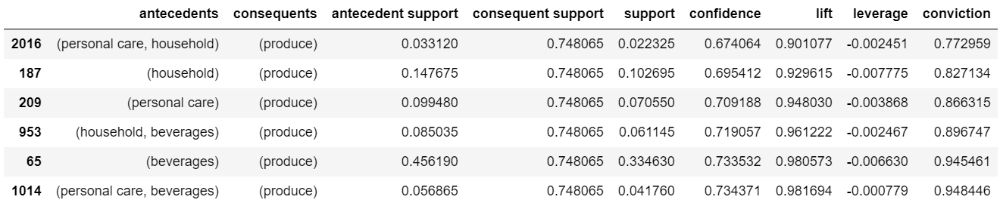 antecedents consequents antecedent support consequent support support confidence lift leverage conviction
2016 (personal care, household) (produce) 0.033120 0.748065 0.022325 0.674064 0.901077 -0.002451 0.772959
187 (household) (produce) 0.147675 0.748065 0.102695 0.695412 0.929615 -0.007775 0.827134
209 (personal care) (produce) 0.099480 0.748065 0.070550 0.709188 0.948030 -0.003868 0.866315
953 (household, beverages) (produce) 0.085035 0.748065 0.061145 0.719057 0.961222 -0.002467 0.896747
65 (beverages) (produce) 0.456190 0.748065 0.334630 0.733532 0.980573 -0.006630 0.945461
1014 (personal care, beverages) (produce) 0.056865 0.748065 0.041760 0.734371 0.981694 -0.000779 0.948446